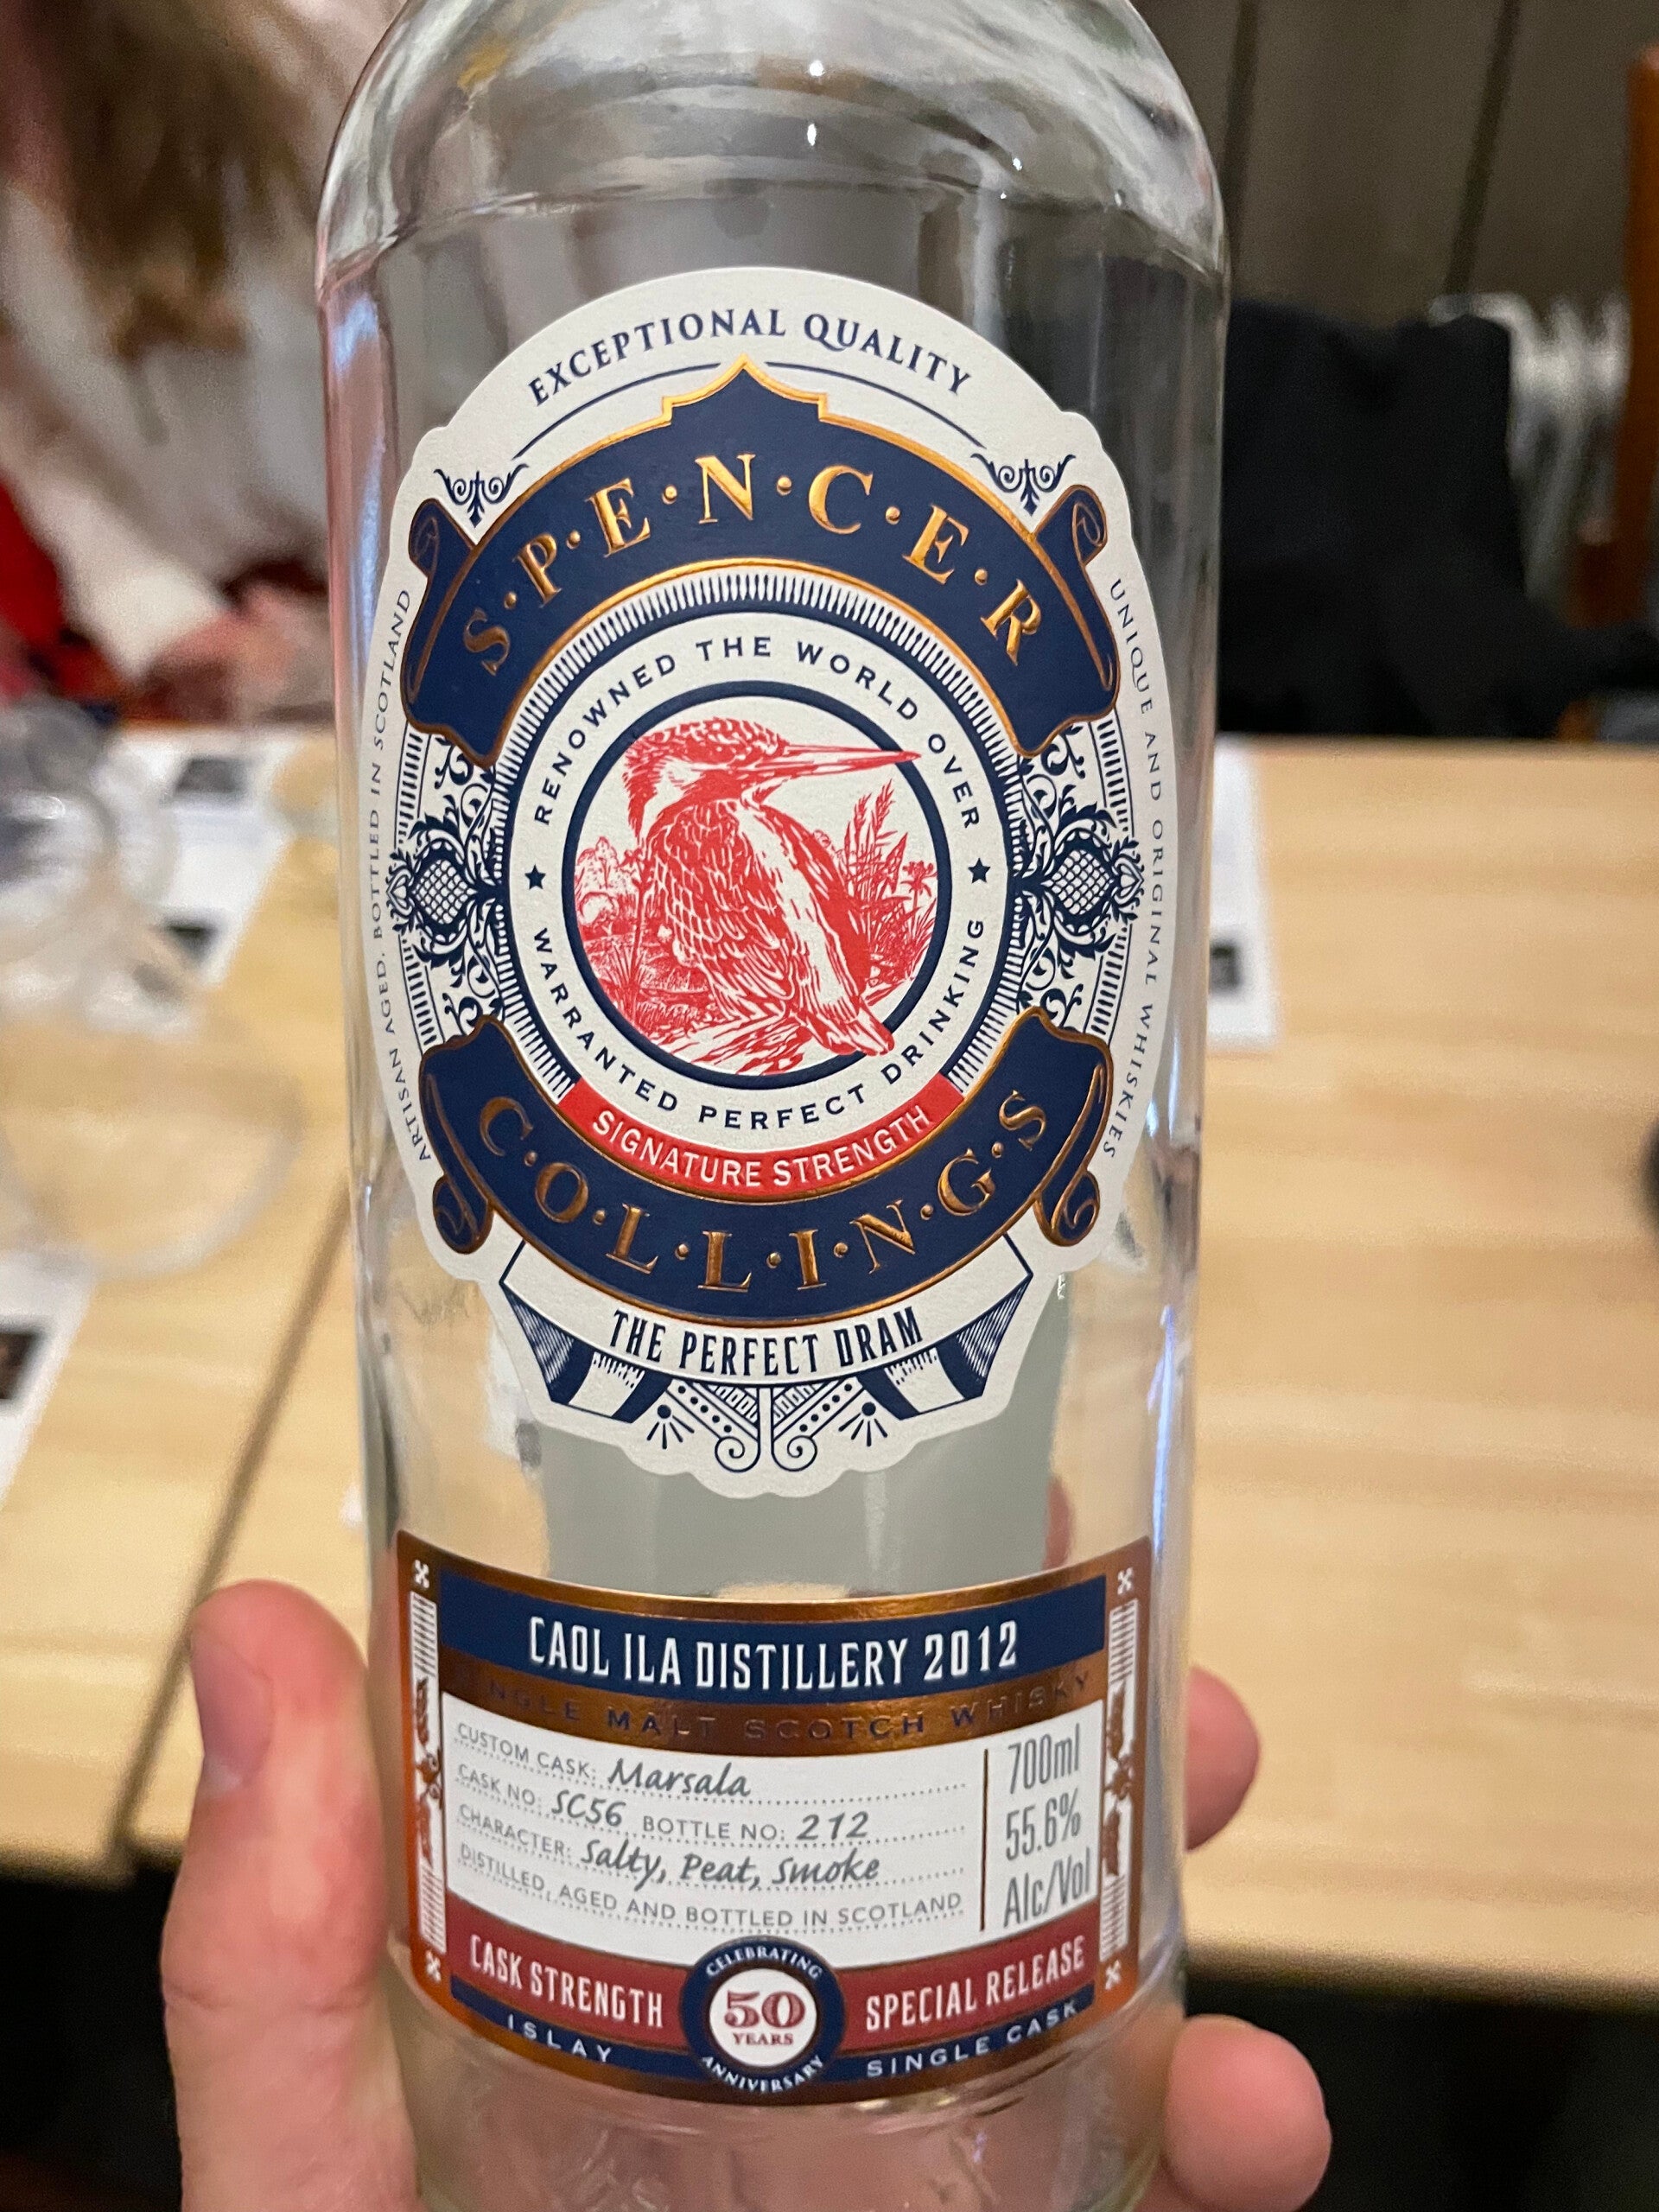 EXCEPTIONAL QUALITY
S·P·E·N·C·E·R
ARTISAN AGED, BOTTLED IN SCOTLAND
UNIQUE AND ORIGINAL WHISKIES
RENOWNED THE WORLD OVER
★ WARRANTED PERFECT DRINKING ★
SIGNATURE STRENGTH
C·O·L·L·I·N·G·S
THE PERFECT DRAM
CAOL ILA DISTILLERY 2012
SINGLE MALT SCOTCH WHISKY
CUSTOM CASK: Marsala
CASK NO: SC56 BOTTLE NO: 212
CHARACTER: Salty, Peat, Smoke
DISTILLED, AGED AND BOTTLED IN SCOTLAND
700ml
55.6%
Alc/Vol
CASK STRENGTH
ISLAY
CELEBRATING
50
YEARS
ANNIVERSARY
SPECIAL RELEASE
SINGLE CASK